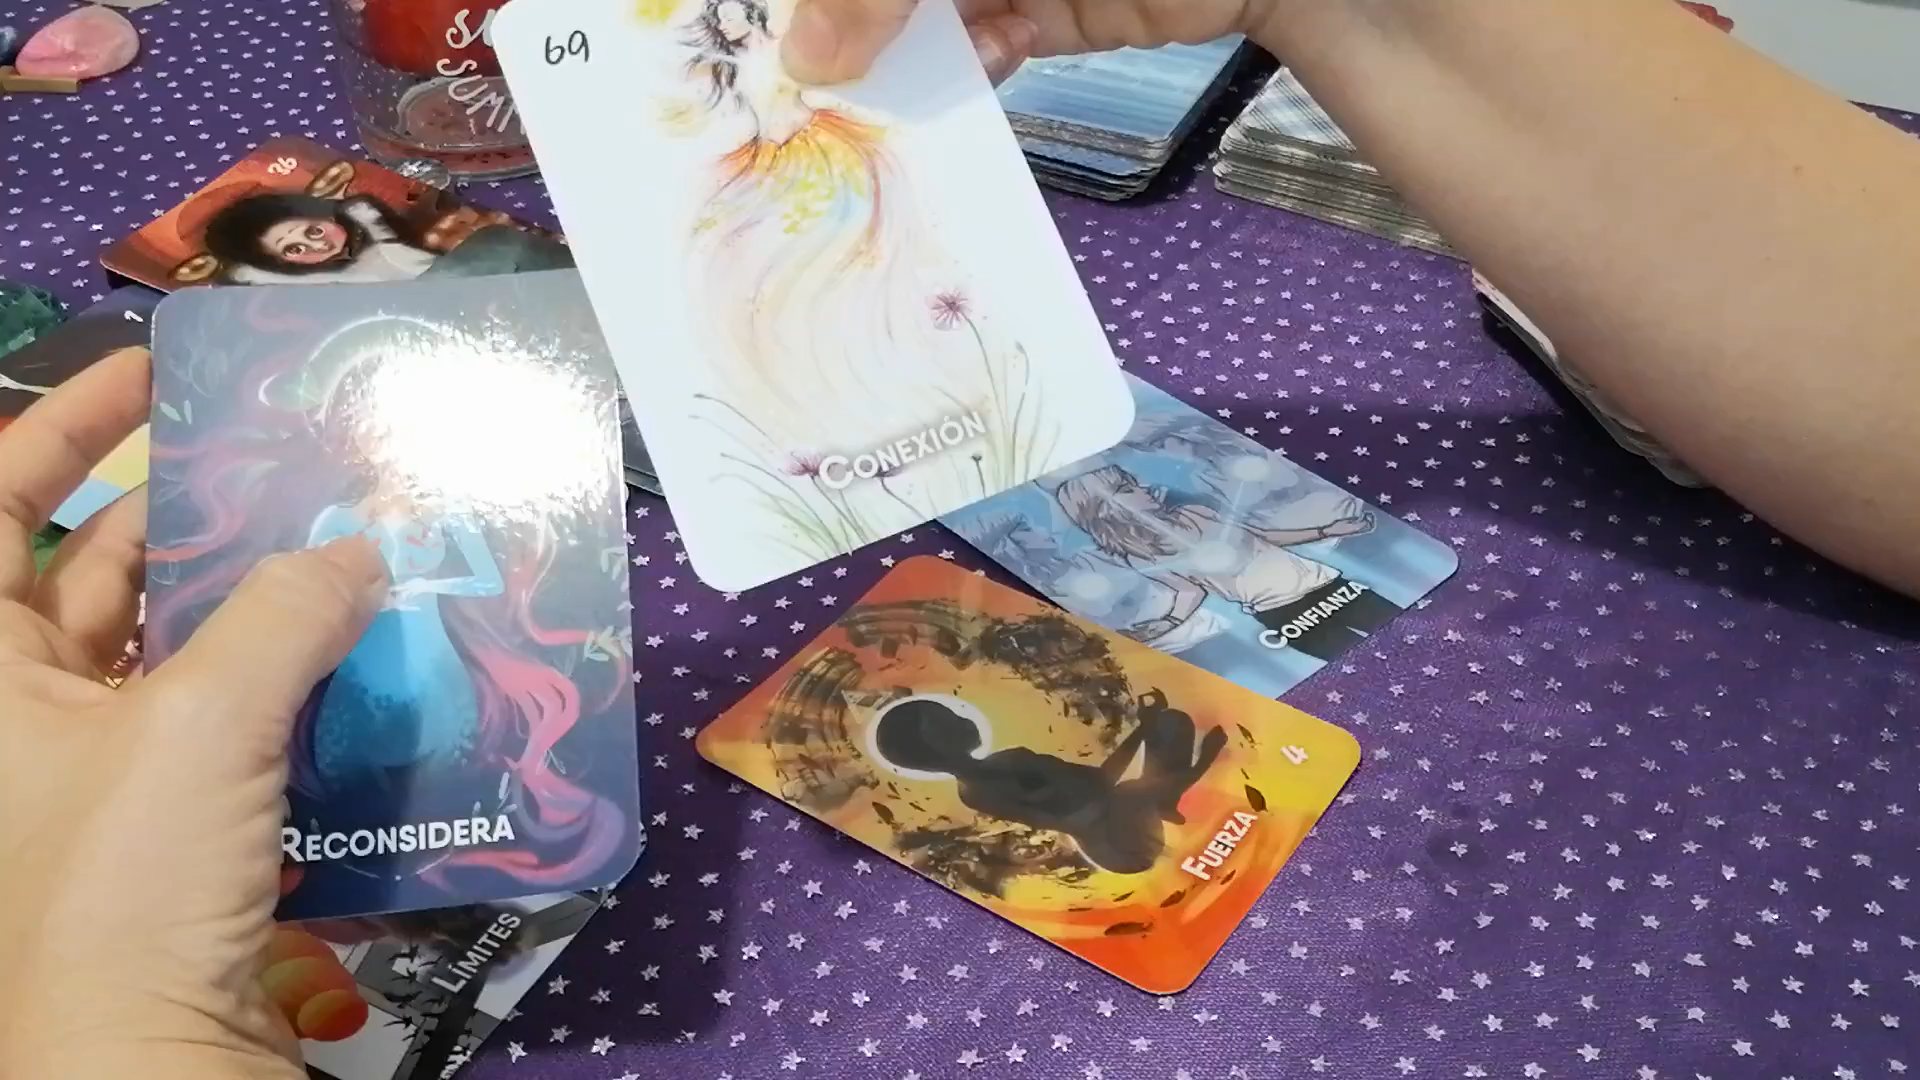 69
36
CONEXIÓN
CONFIANZA
4
FUERZA
RECONSIDERA
LÍMITES